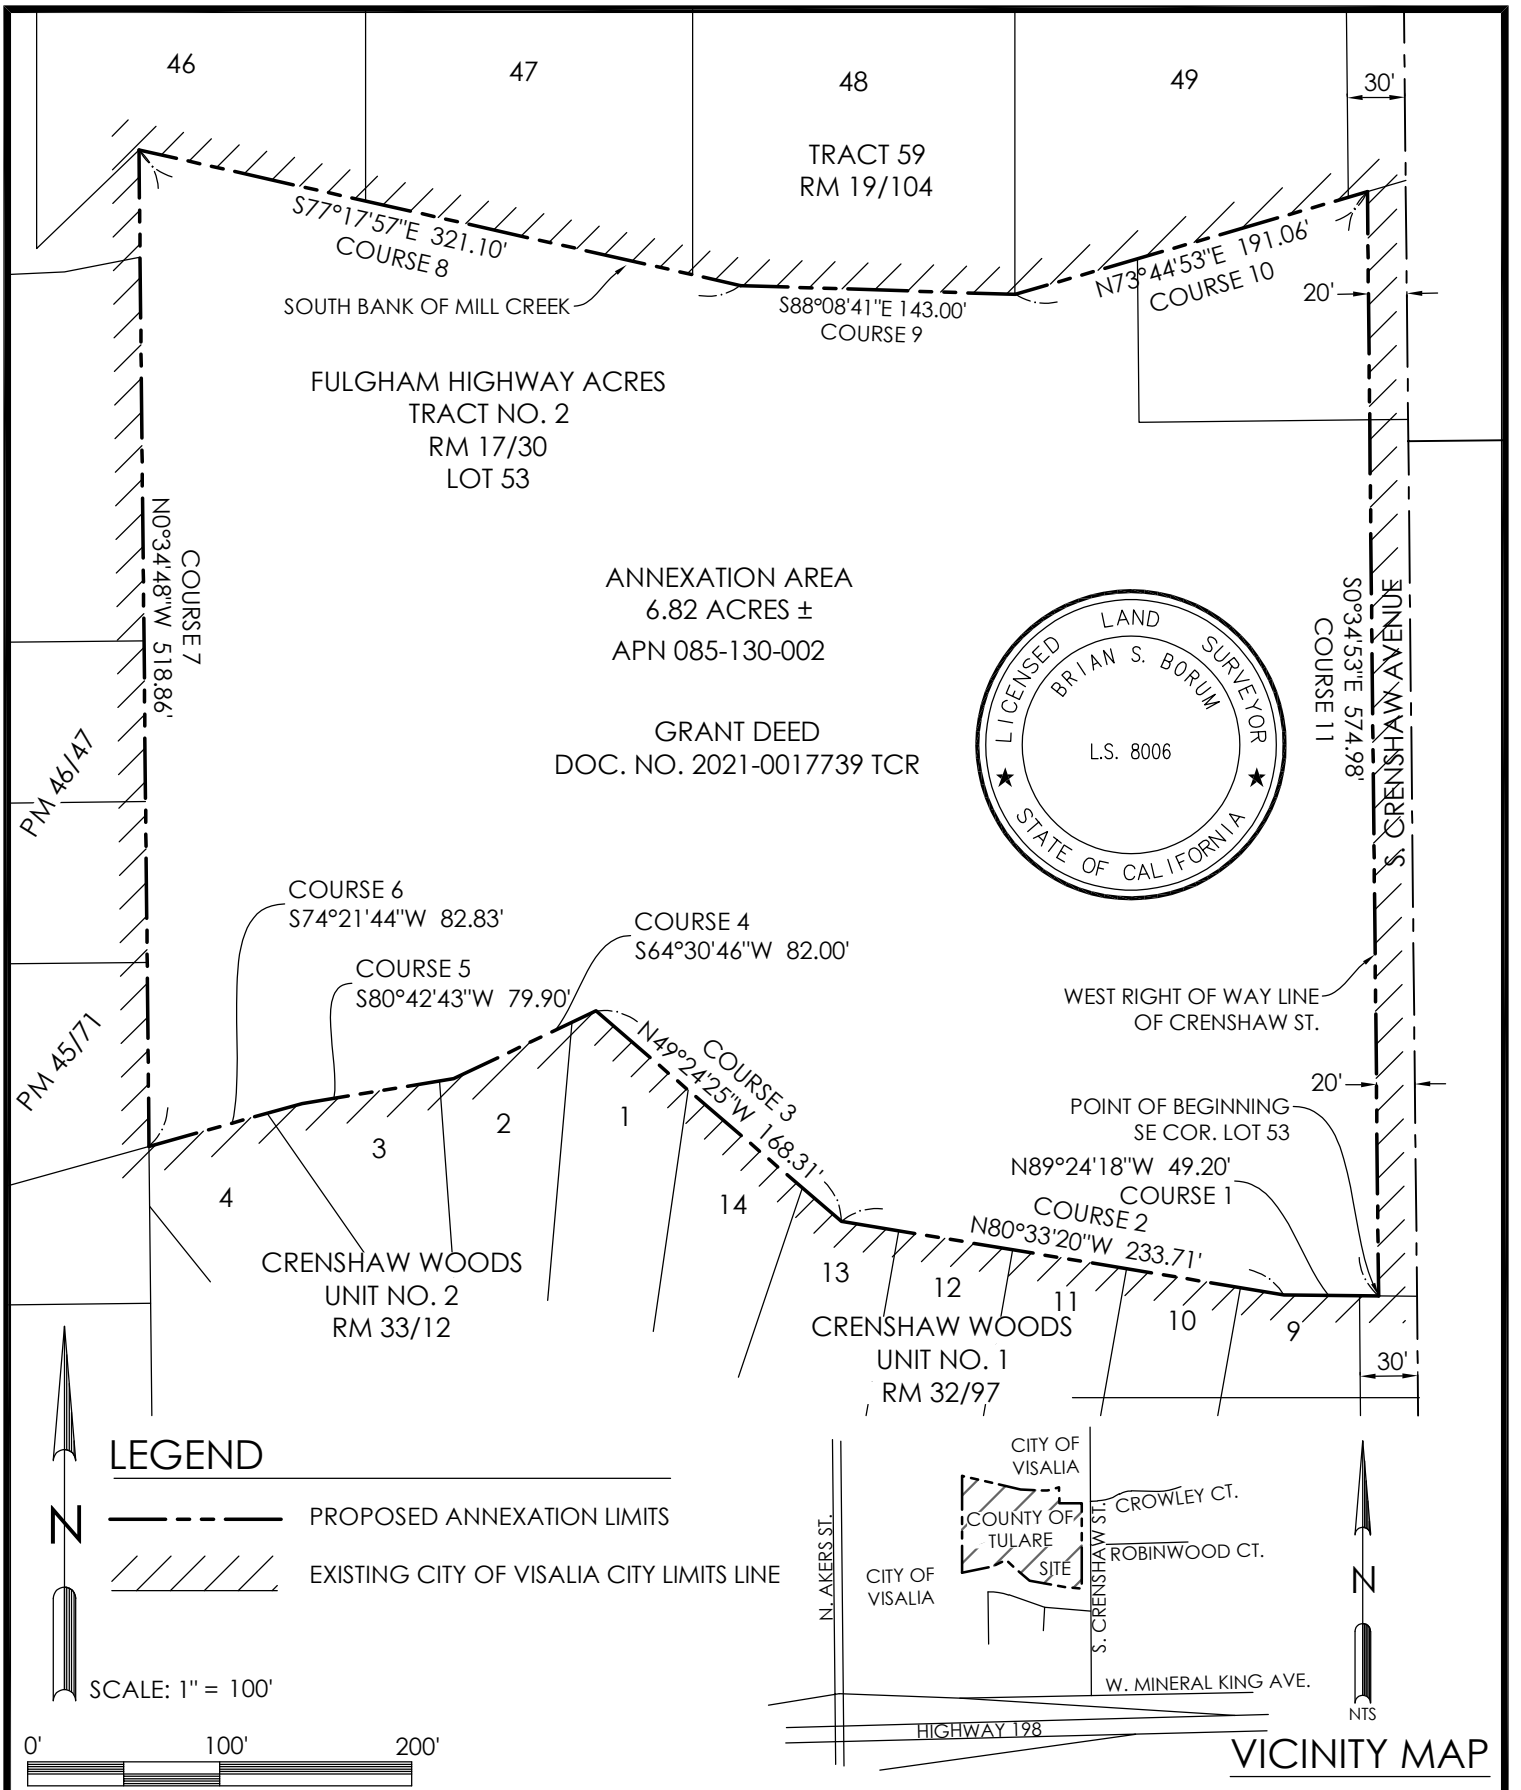 46
47
48
49
30'
TRACT 59
RM 19/104
S77°17'57"E 321.10'
COURSE 8
SOUTH BANK OF MILL CREEK
S88°08'41"E 143.00'
COURSE 9
N73°44'53"E 191.06'
COURSE 10
20'
FULGHAM HIGHWAY ACRES
TRACT NO. 2
RM 17/30
LOT 53
COURSE 7
N0°34'48"W 518.86'
ANNEXATION AREA
6.82 ACRES ±
APN 085-130-002
GRANT DEED
DOC. NO. 2021-0017739 TCR
LICENSED LAND SURVEYOR
BRIAN S. BORUM
L.S. 8006
STATE OF CALIFORNIA
S. CRENSHAW AVENUE
S0°34'53"E 574.98'
COURSE 11
PM 46/47
PM 45/71
COURSE 6
S74°21'44"W 82.83'
COURSE 5
S80°42'43"W 79.90'
COURSE 4
S64°30'46"W 82.00'
COURSE 3
N49°24'25"W 168.31'
WEST RIGHT OF WAY LINE
OF CRENSHAW ST.
20'
POINT OF BEGINNING
SE COR. LOT 53
N89°24'18"W 49.20'
COURSE 1
COURSE 2
N80°33'20"W 233.71'
4
3
2
1
14
13
12
11
10
9
30'
CRENSHAW WOODS
UNIT NO. 2
RM 33/12
CRENSHAW WOODS
UNIT NO. 1
RM 32/97
LEGEND
PROPOSED ANNEXATION LIMITS
EXISTING CITY OF VISALIA CITY LIMITS LINE
N
SCALE: 1" = 100'
0' 100' 200'
CITY OF
VISALIA
COUNTY OF
TULARE
SITE
CITY OF
VISALIA
N. AKERS ST.
S. CRENSHAW ST.
CROWLEY CT.
ROBINWOOD CT.
W. MINERAL KING AVE.
HIGHWAY 198
N
NTS
VICINITY MAP